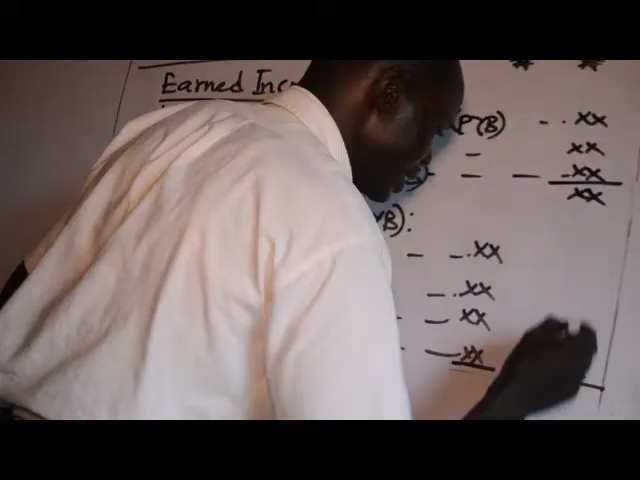 Earned Inc
P(B) - .. XX
- XX
- - - XX
XX
(B):
- - .. XX
- .. XX
- - XX
- - XX